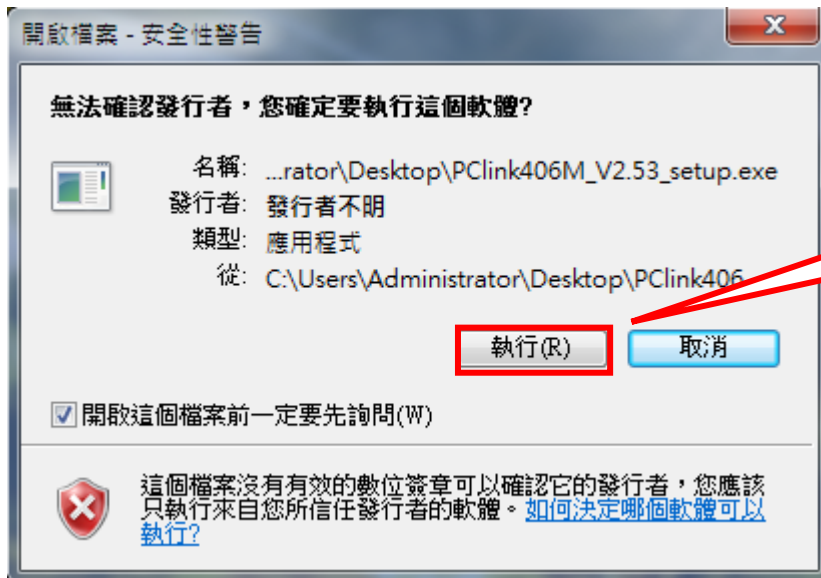 開啟檔案 - 安全性警告
無法確認發行者，您確定要執行這個軟體?
名稱: ...rator\Desktop\PClink406M_V2.53_setup.exe
發行者: 發行者不明
類型: 應用程式
從: C:\Users\Administrator\Desktop\PClink406...
執行(R) 取消
開啟這個檔案前一定要先詢問(W)
這個檔案沒有有效的數位簽章可以確認它的發行者，您應該
只執行來自您所信任發行者的軟體。如何決定哪個軟體可以
執行?